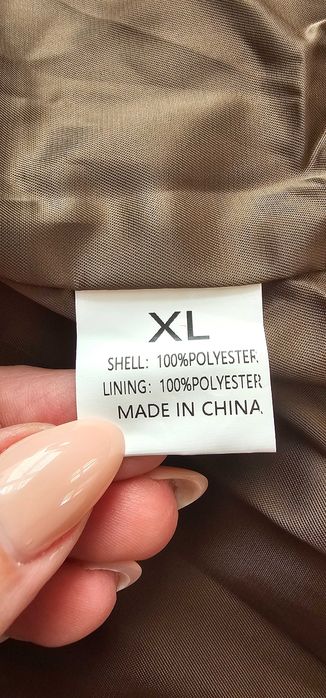 XL
SHELL: 100%POLYESTER,
LINING: 100%POLYESTER
MADE IN CHINA.